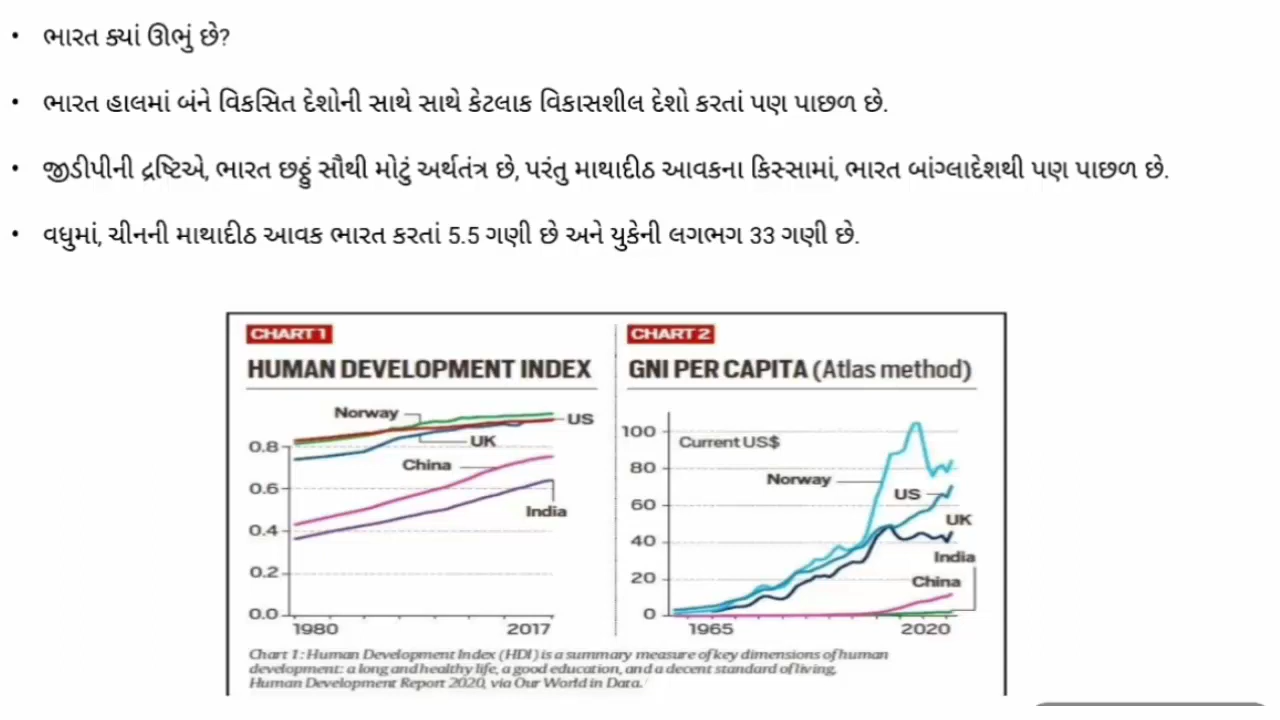 • ભારત ક્યાં ઊભું છે?
• ભારત હાલમાં બંને વિકસિત દેશોની સાથે સાથે કેટલાક વિકાસશીલ દેશો કરતાં પણ પાછળ છે.
• જીડીપીની દ્રષ્ટિએ, ભારત છઠ્ઠું સૌથી મોટું અર્થતંત્ર છે, પરંતુ માથાદીઠ આવકના કિસ્સામાં, ભારત બાંગ્લાદેશથી પણ પાછળ છે.
• વધુમાં, ચીનની માથાદીઠ આવક ભારત કરતાં 5.5 ગણી છે અને યુકેની લગભગ 33 ગણી છે.
CHART 1
HUMAN DEVELOPMENT INDEX
Norway
US
UK
0.8
China
0.6
India
0.4
0.2
0.0
1980 2017
CHART 2
GNI PER CAPITA (Atlas method)
100
Current US$
80
Norway
US
60
UK
40
India
20
China
0
1965 2020
Chart 1: Human Development Index (HDI) is a summary measure of key dimensions of human
development: a long and healthy life, a good education, and a decent standard of living.
Human Development Report 2020, via Our World in Data.